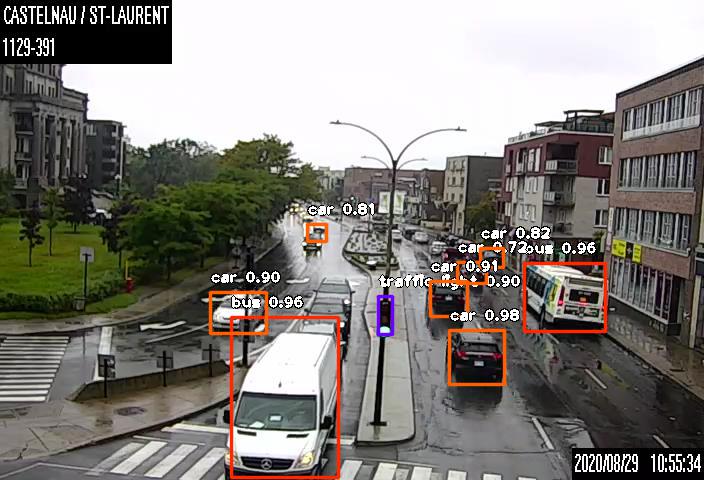 CASTELNAU / ST-LAURENT
1129-391
car 0.81
car 0.82
car 0.72
bus 0.96
car 0.91
traffic light 0.90
car 0.90
bus 0.96
car 0.98
2020/08/29 10:55:34